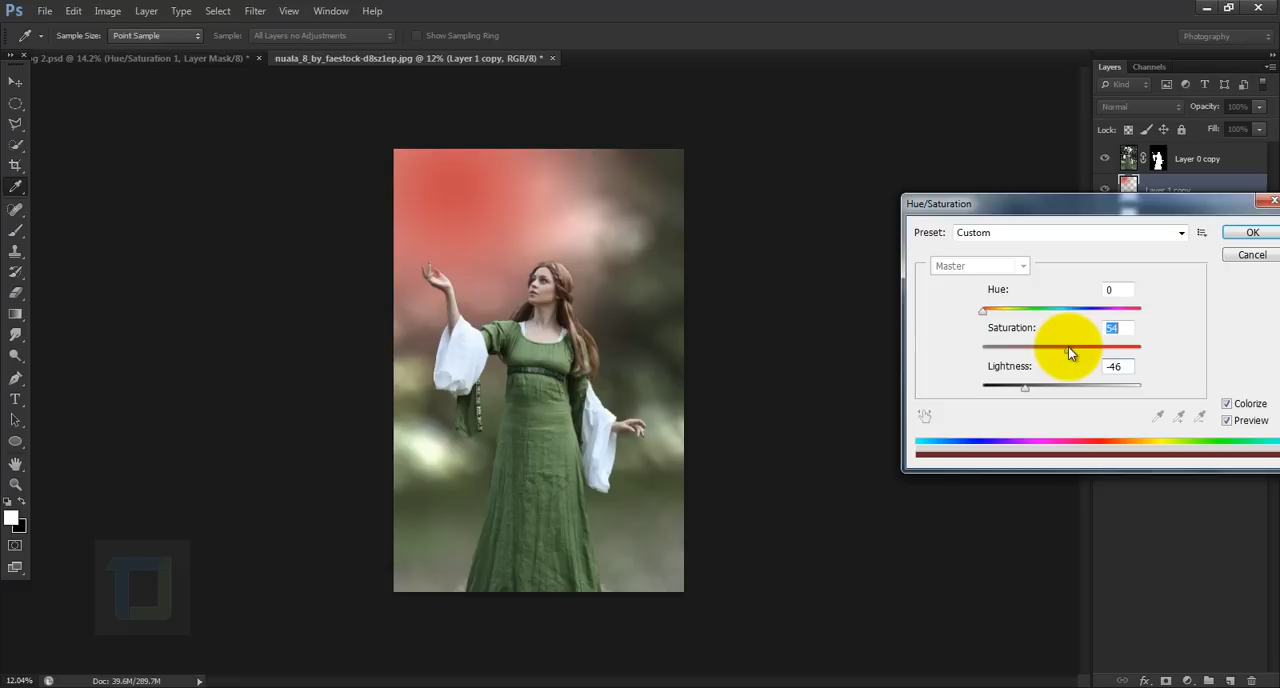 Ps File Edit Image Layer Type Select Filter View Window Help
Sample Size: Point Sample Sample: All Layers no Adjustments Show Sampling Ring Photography
ng 2.psd @ 14.2% (Hue/Saturation 1, Layer Mask/8) * × nuala_8_by_faestock-d8sz1ep.jpg @ 12% (Layer 1 copy, RGB/8) * ×
Layers Channels
Kind
Normal Opacity: 100%
Lock: Fill: 100%
Layer 0 copy
Layer 1 copy
Hue/Saturation
Preset: Custom OK
Master Cancel
Hue: 0
Saturation: 54
Lightness: -46
Colorize
Preview
12.04% Doc: 39.6M/289.7M